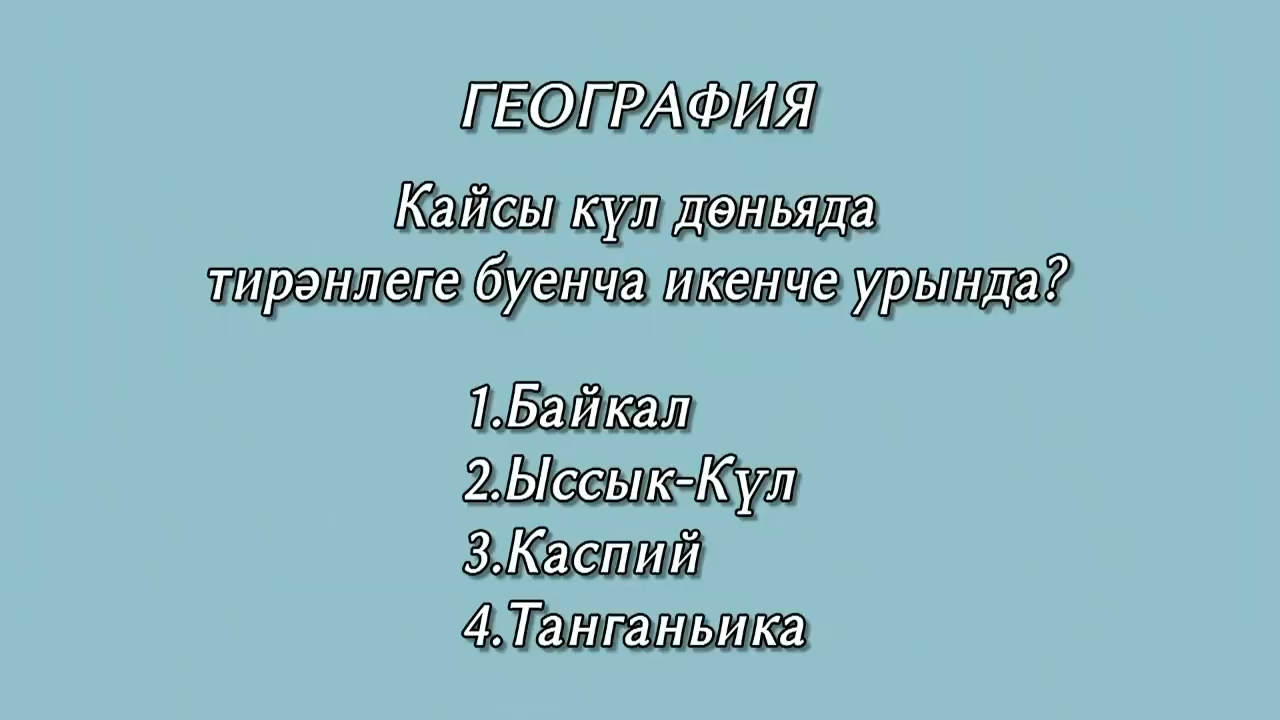 ГЕОГРАФИЯ
Кайсы күл дөньяда
тирәнлеге буенча икенче урында?
1.Байкал
2.Ыссык-Күл
3.Каспий
4.Танганьика